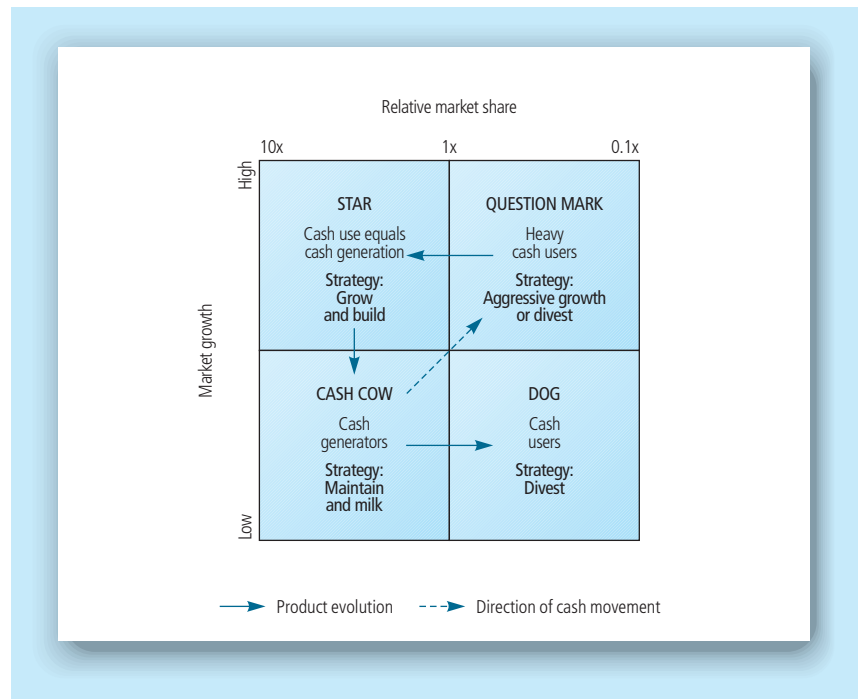 Relative market share
10x 1x 0.1x
High
STAR
Cash use equals
cash generation
Strategy:
Grow
and build
QUESTION MARK
Heavy
cash users
Strategy:
Aggressive growth
or divest
Market growth
CASH COW
Cash
generators
Strategy:
Maintain
and milk
DOG
Cash
users
Strategy:
Divest
Low
Product evolution
Direction of cash movement